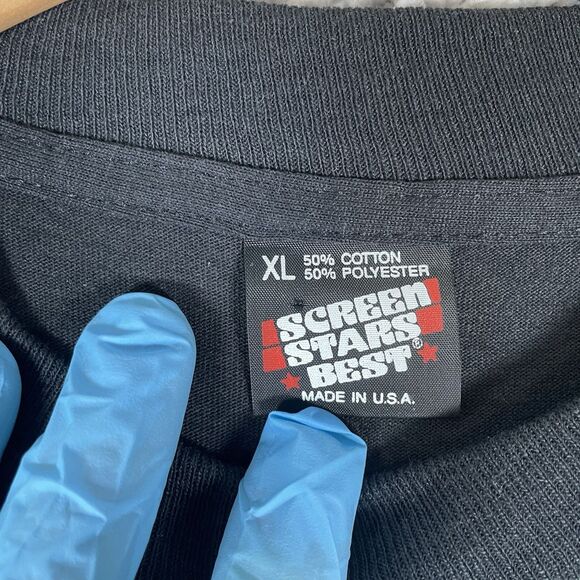 XL 50% COTTON
50% POLYESTER
SCREEN
STARS
BEST®
MADE IN U.S.A.